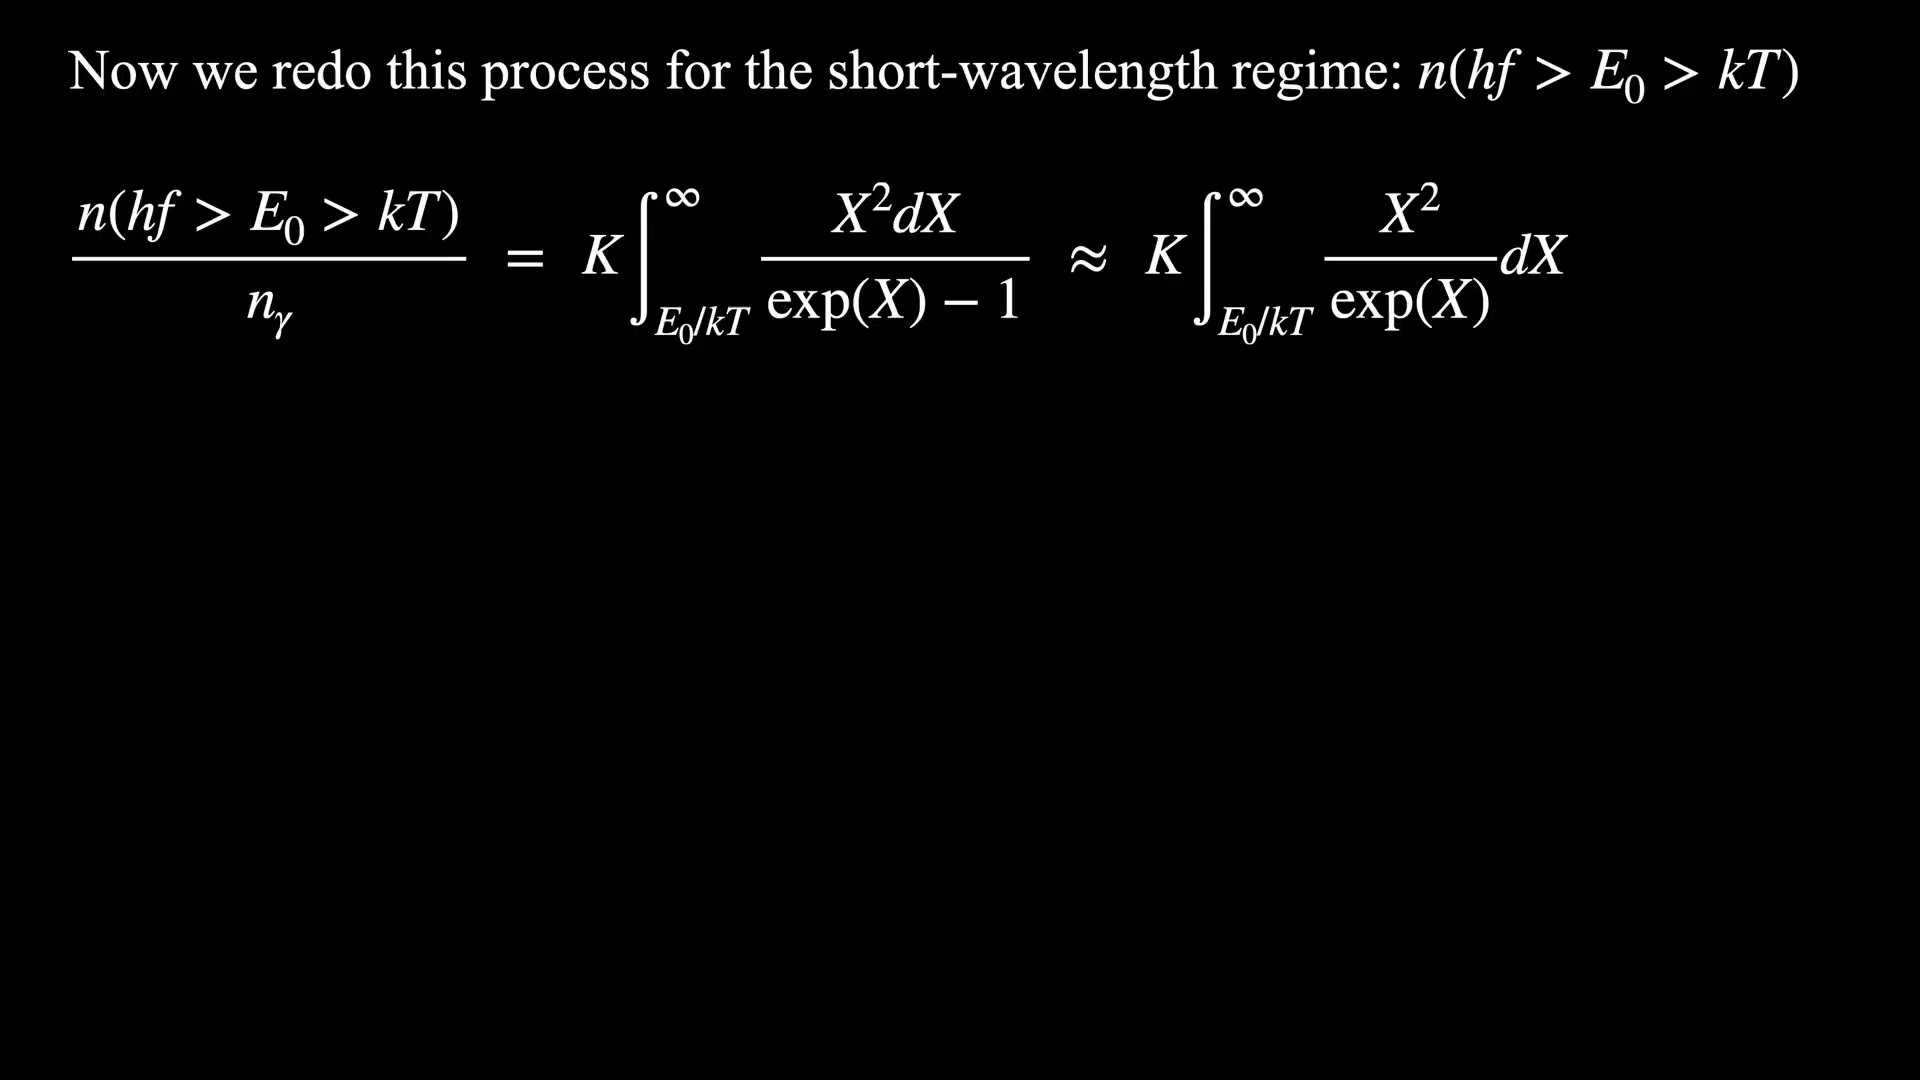 Now we redo this process for the short-wavelength regime: n(hf > E₀ > kT)
n(hf > E₀ > kT) / n_γ = K ∫_{E₀/kT}^{∞} X²dX / (exp(X) − 1) ≈ K ∫_{E₀/kT}^{∞} X² / exp(X) dX